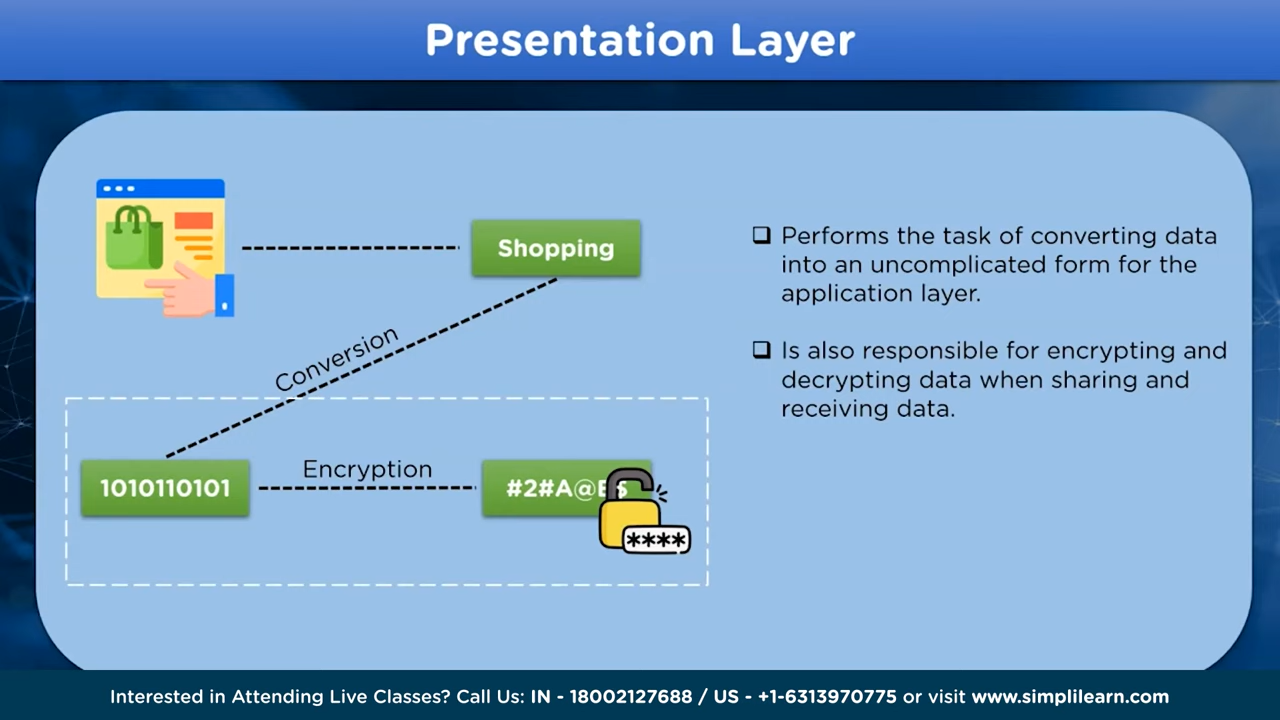 Presentation Layer
Shopping
Conversion
1010110101
Encryption
****
Performs the task of converting data
into an uncomplicated form for the
application layer.
Is also responsible for encrypting and
decrypting data when sharing and
receiving data.
Interested in Attending Live Classes? Call Us: IN - 18002127688 / US - +1-6313970775 or visit www.simplilearn.com